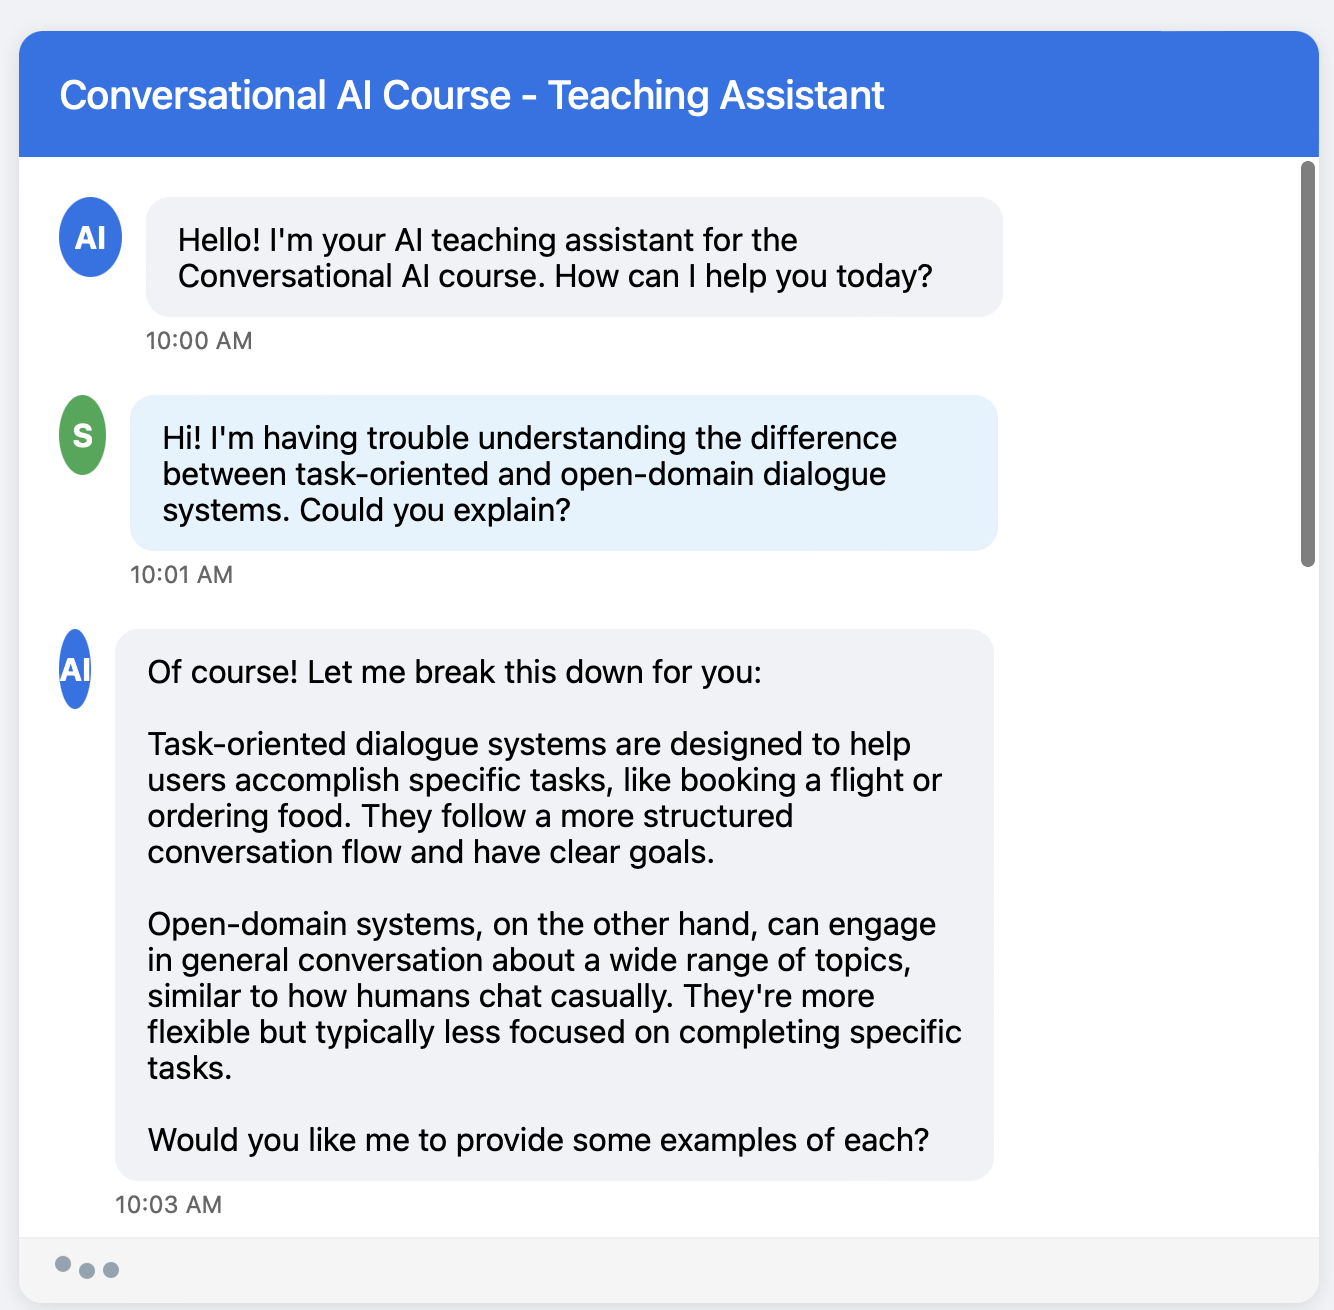 Conversational AI Course - Teaching Assistant
AI
Hello! I'm your AI teaching assistant for the
Conversational AI course. How can I help you today?
10:00 AM
S
Hi! I'm having trouble understanding the difference
between task-oriented and open-domain dialogue
systems. Could you explain?
10:01 AM
AI
Of course! Let me break this down for you:
Task-oriented dialogue systems are designed to help
users accomplish specific tasks, like booking a flight or
ordering food. They follow a more structured
conversation flow and have clear goals.
Open-domain systems, on the other hand, can engage
in general conversation about a wide range of topics,
similar to how humans chat casually. They're more
flexible but typically less focused on completing specific
tasks.
Would you like me to provide some examples of each?
10:03 AM